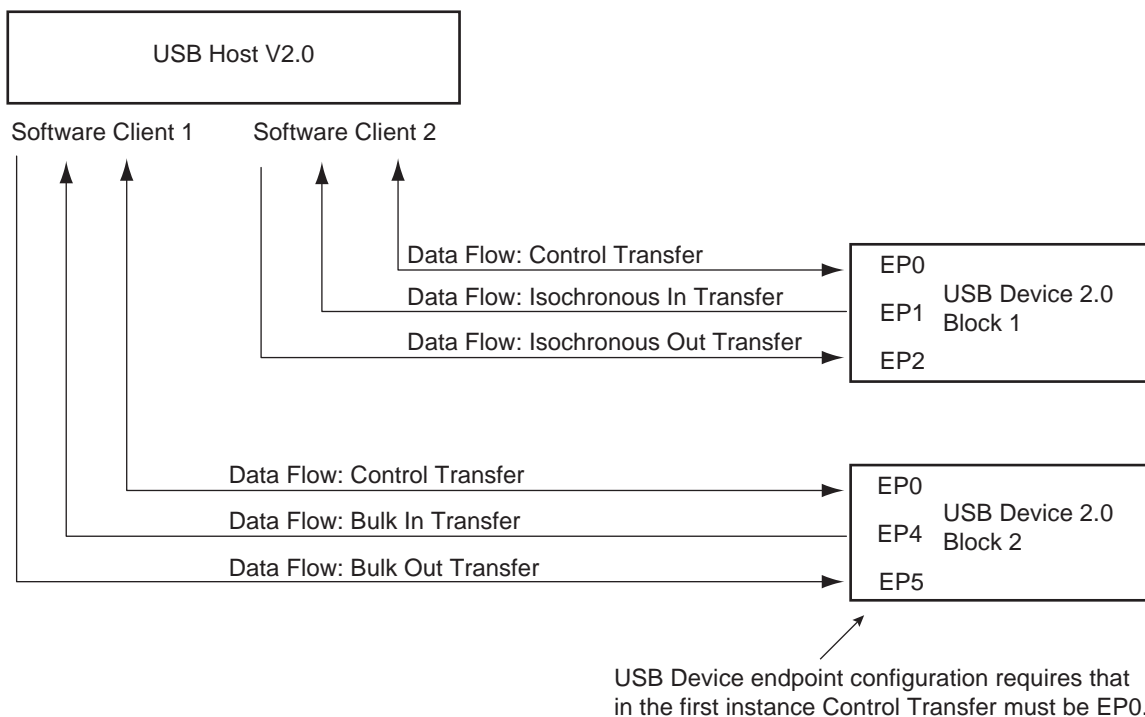 USB Host V2.0
Software Client 1
Software Client 2
Data Flow: Control Transfer
EP0
Data Flow: Isochronous In Transfer
EP1
USB Device 2.0
Block 1
Data Flow: Isochronous Out Transfer
EP2
Data Flow: Control Transfer
EP0
Data Flow: Bulk In Transfer
EP4
USB Device 2.0
Block 2
Data Flow: Bulk Out Transfer
EP5
USB Device endpoint configuration requires that
in the first instance Control Transfer must be EP0.